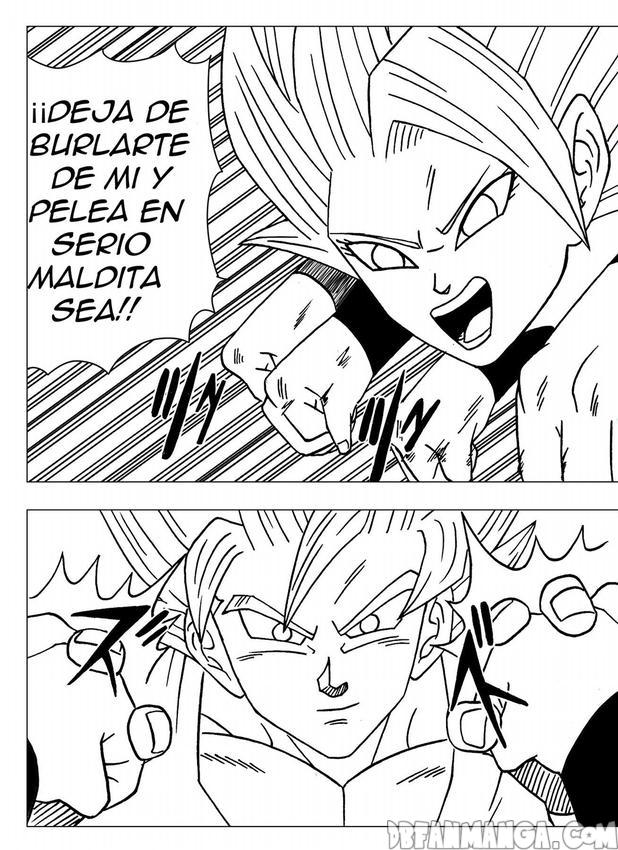 ¡¡DEJA DE
BURLARTE
DE MI Y
PELEA EN
SERIO
MALDITA
SEA!!
DBFANMANGA.COM